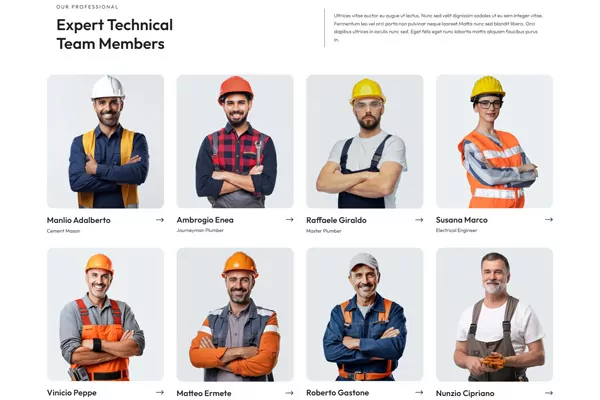 OUR PROFESSIONAL
Expert Technical
Team Members
Ultrices vitae auctor eu augue ut lectus. Nunc sed velit dignissim sodales ut eu sem integer vitae.
Fermentum leo vel orci porta non pulvinar neque laoreet Mattis nunc sed blandit libero. Orci
dapibus ultrices in iaculis nunc sed. Eget felis eget nunc lobortis mattis aliquam faucibus purus
in.
Manlio Adalberto
Cement Mason
Ambrogio Enea
Journeyman Plumber
Raffaele Giraldo
Master Plumber
Susana Marco
Electrical Engineer
Vinicio Peppe
Matteo Ermete
Roberto Gastone
Nunzio Cipriano